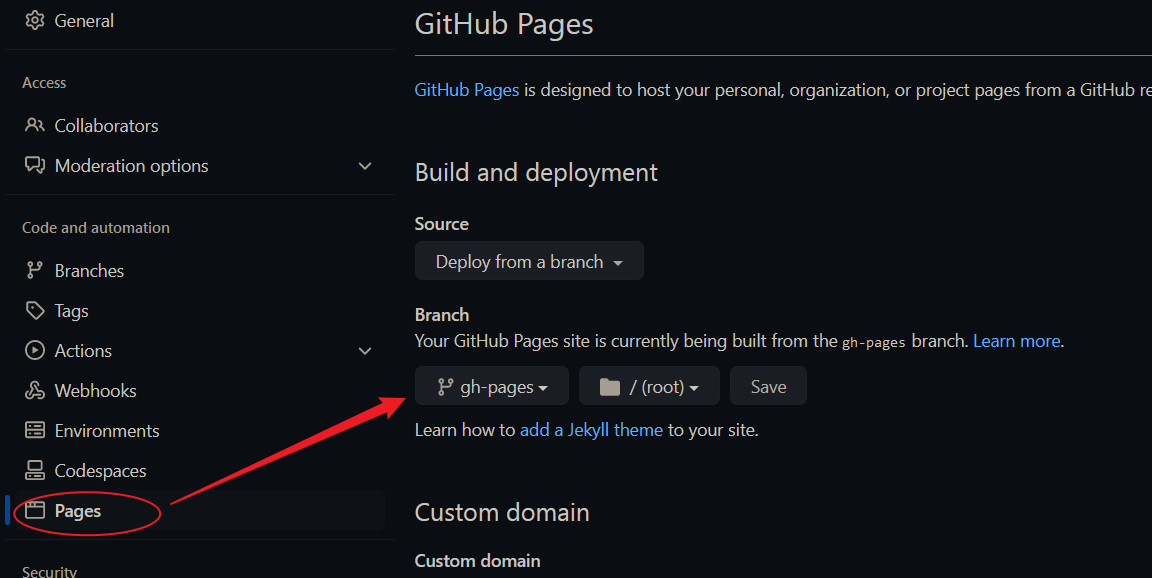 General
Access
Collaborators
Moderation options
Code and automation
Branches
Tags
Actions
Webhooks
Environments
Codespaces
Pages
Security
GitHub Pages
GitHub Pages is designed to host your personal, organization, or project pages from a GitHub re
Build and deployment
Source
Deploy from a branch
Branch
Your GitHub Pages site is currently being built from the gh-pages branch. Learn more.
gh-pages / (root) Save
Learn how to add a Jekyll theme to your site.
Custom domain
Custom domain